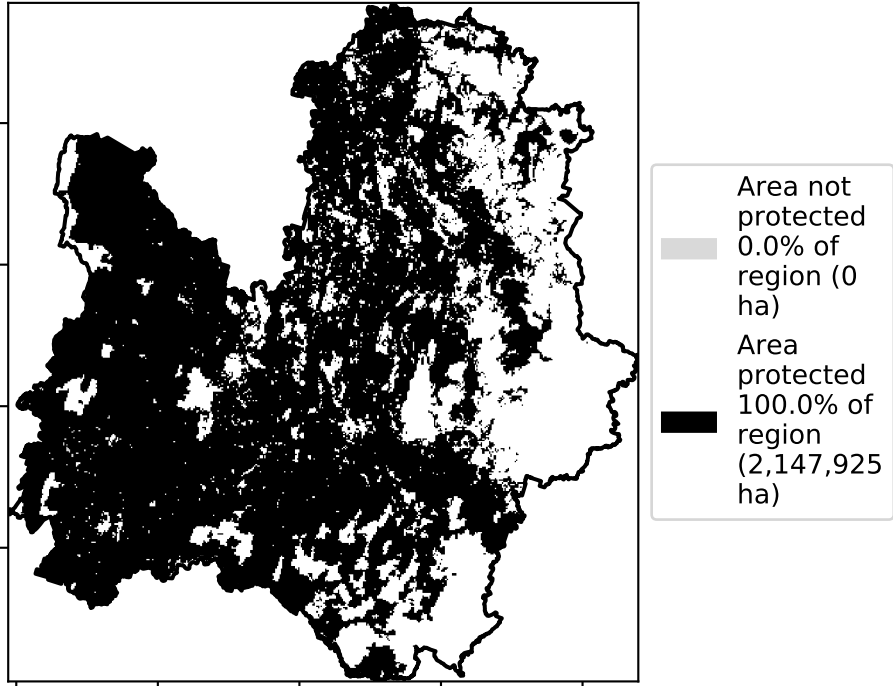 Area not
protected
0.0% of
region (0
ha)
Area
protected
100.0% of
region
(2,147,925
ha)